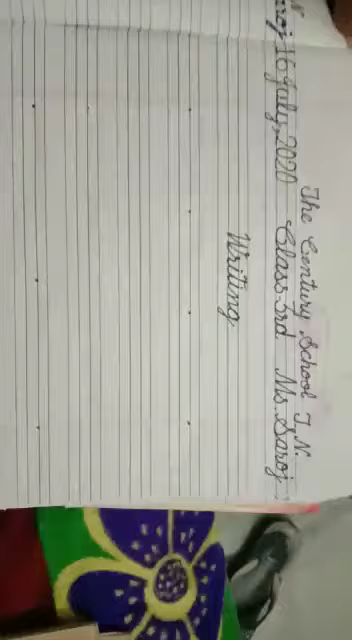 The Century School T.N.
16 July, 2020 Class-3rd Ms. Saroj
Writing